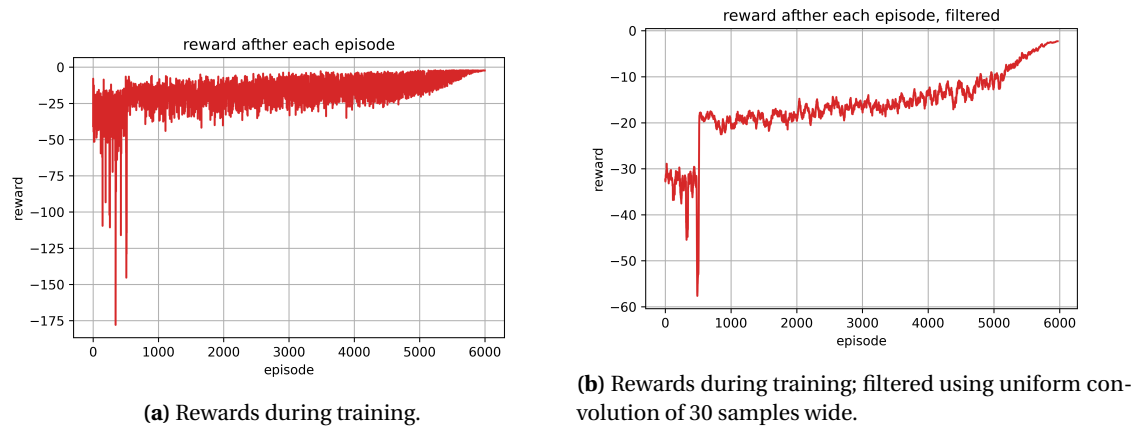 reward afther each episode
0
−25
−50
−75
−100
−125
−150
−175
reward
0 1000 2000 3000 4000 5000 6000
episode
(a) Rewards during training.
reward afther each episode, filtered
0
−10
−20
−30
−40
−50
−60
reward
0 1000 2000 3000 4000 5000 6000
episode
(b) Rewards during training; filtered using uniform con-
volution of 30 samples wide.